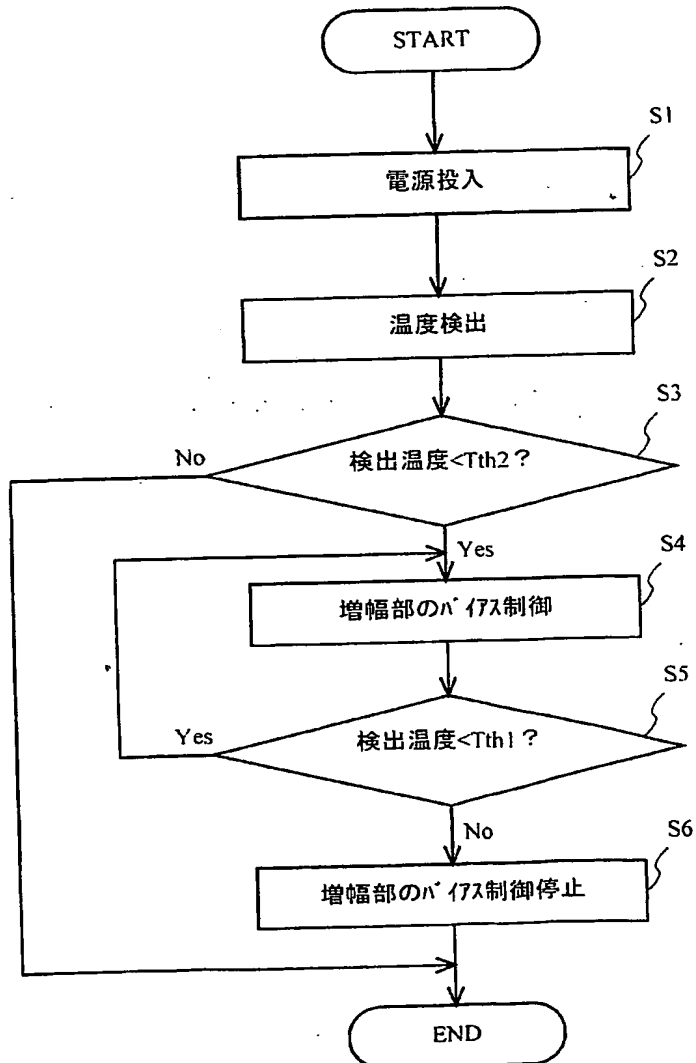 START
S1
電源投入
S2
温度検出
S3
検出温度<Tth2?
No
Yes
S4
増幅部のバイアス制御
S5
検出温度<Tth1?
Yes
No
S6
増幅部のバイアス制御停止
END